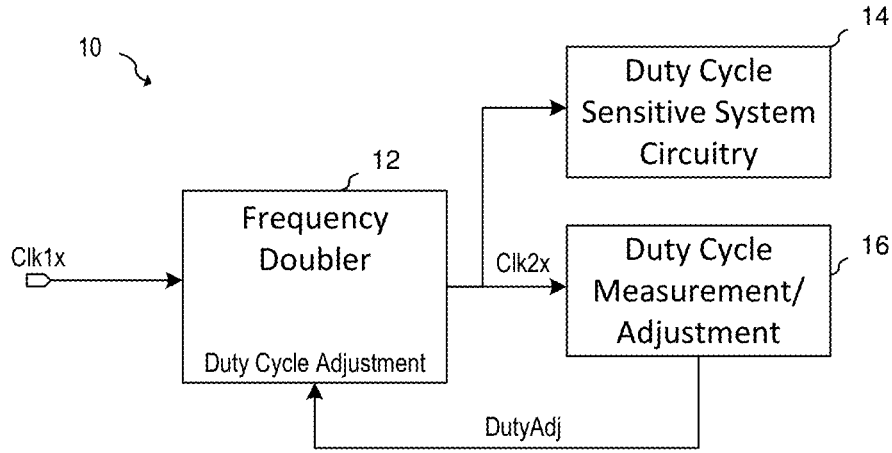 10
14
Duty Cycle
Sensitive System
Circuitry
12
Frequency
Doubler
Duty Cycle Adjustment
Clk1x
Clk2x
16
Duty Cycle
Measurement/
Adjustment
DutyAdj